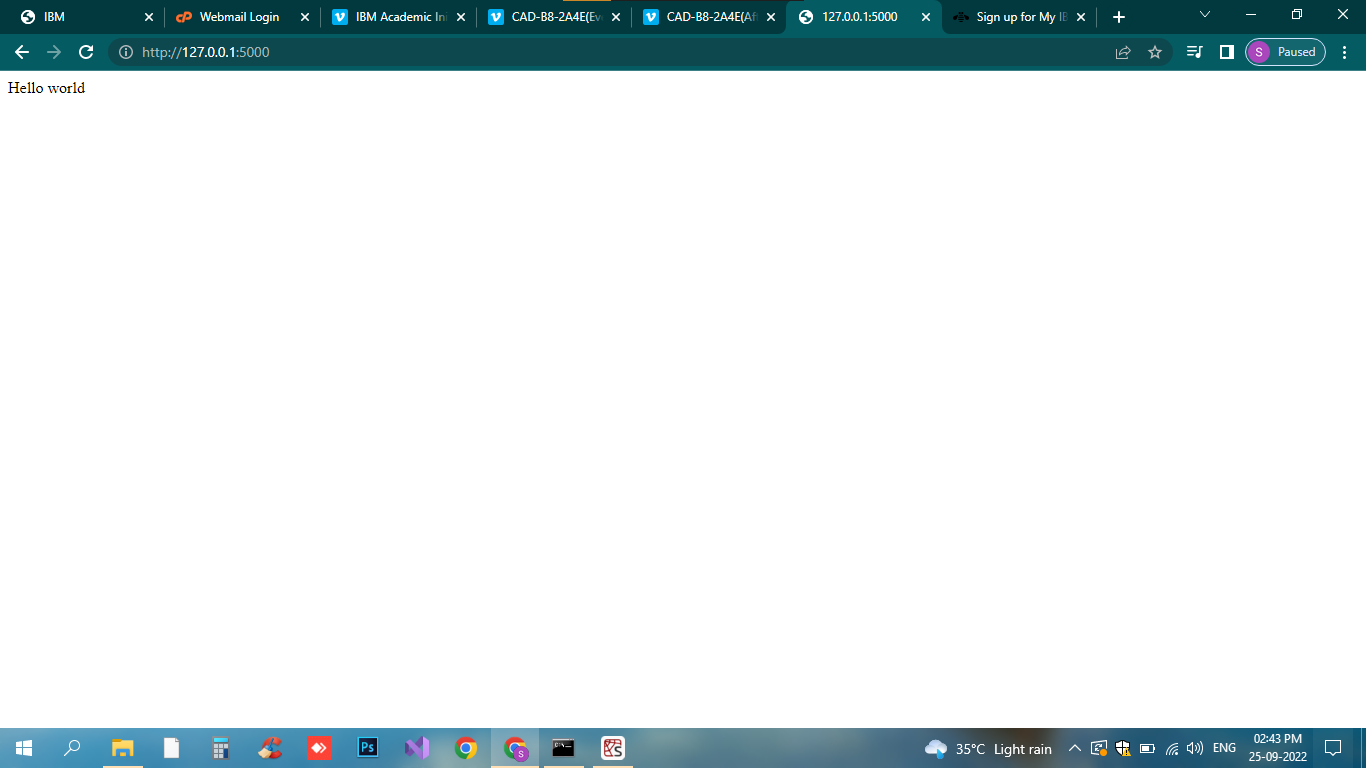 IBM
Webmail Login
IBM Academic Ini
CAD-B8-2A4E(Ev
CAD-B8-2A4E(Af
127.0.0.1:5000
Sign up for My IB
http://127.0.0.1:5000
S
Paused
Hello world
Ps
S
35°C Light rain
ENG
02:43 PM
25-09-2022